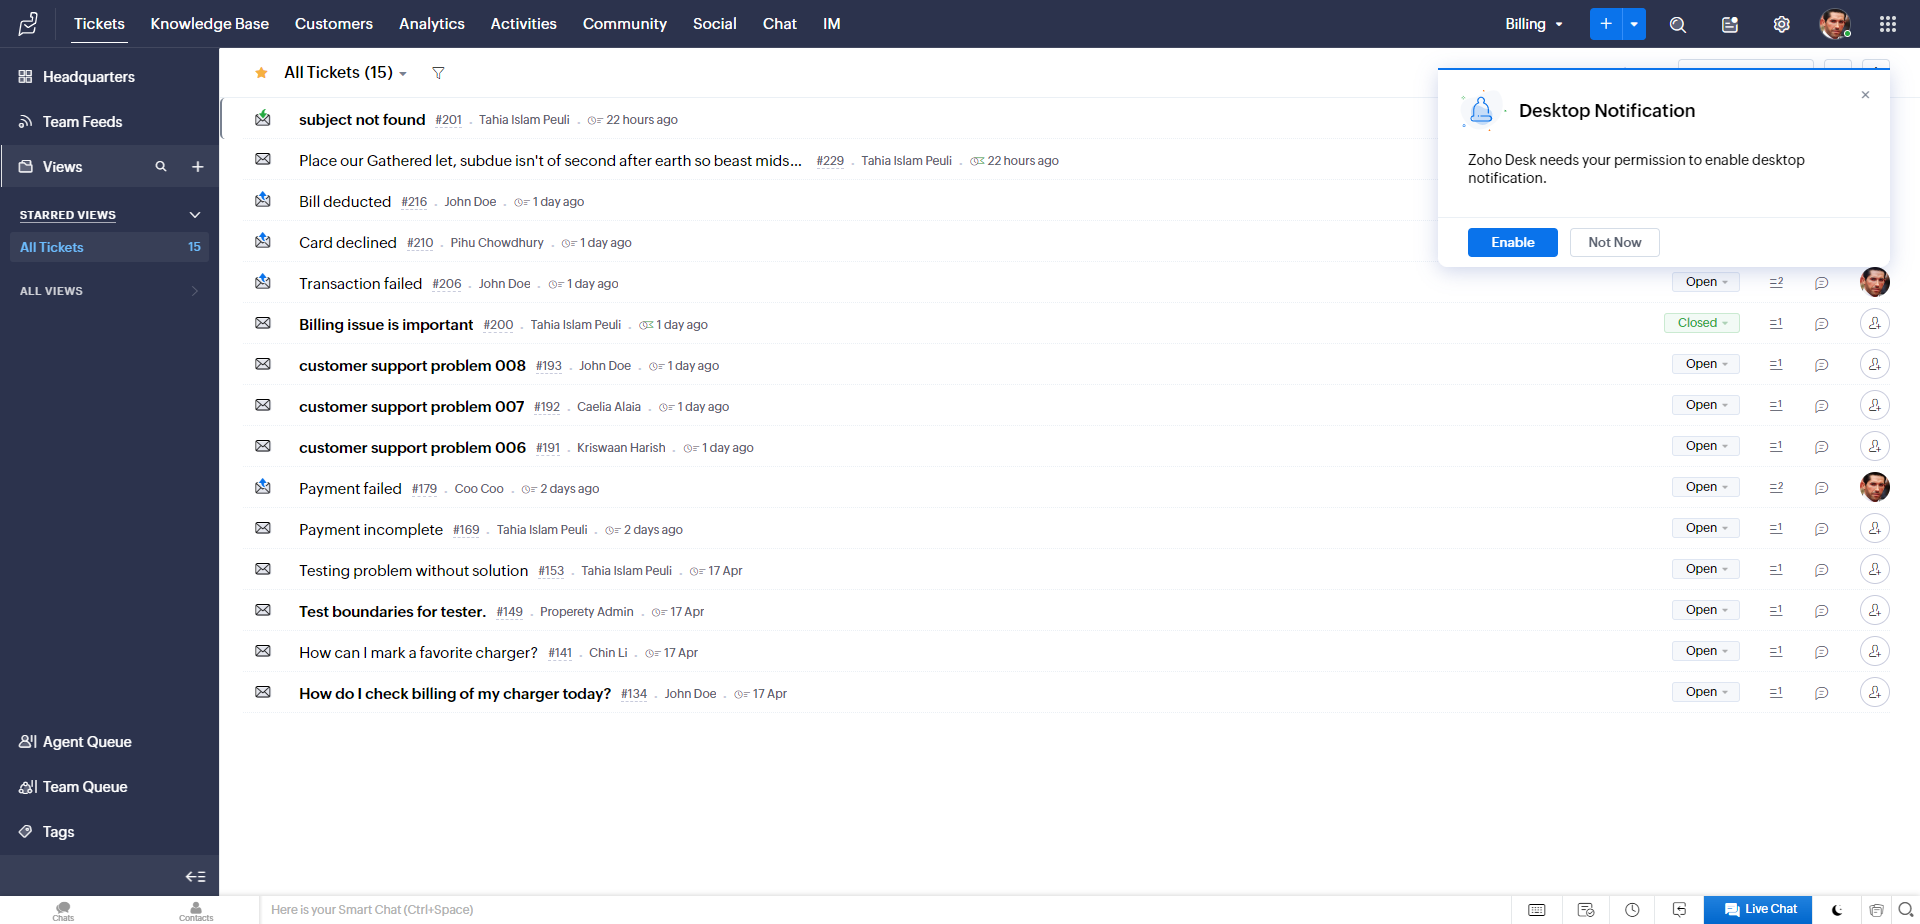 Tickets Knowledge Base Customers Analytics Activities Community Social Chat IM Billing
Headquarters
Team Feeds
Views
STARRED VIEWS
All Tickets 15
ALL VIEWS
Agent Queue
Team Queue
Tags
All Tickets (15)
subject not found #201 . Tahia Islam Peuli . 22 hours ago
Place our Gathered let, subdue isn't of second after earth so beast mids... #229 . Tahia Islam Peuli . 22 hours ago
Bill deducted #216 . John Doe . 1 day ago
Card declined #210 . Pihu Chowdhury . 1 day ago
Transaction failed #206 . John Doe . 1 day ago Open 2
Billing issue is important #200 . Tahia Islam Peuli . 1 day ago Closed 1
customer support problem 008 #193 . John Doe . 1 day ago Open 1
customer support problem 007 #192 . Caelia Alaia . 1 day ago Open 1
customer support problem 006 #191 . Kriswaan Harish . 1 day ago Open 1
Payment failed #179 . Coo Coo . 2 days ago Open 2
Payment incomplete #169 . Tahia Islam Peuli . 2 days ago Open 1
Testing problem without solution #153 . Tahia Islam Peuli . 17 Apr Open 1
Test boundaries for tester. #149 . Properety Admin . 17 Apr Open 1
How can I mark a favorite charger? #141 . Chin Li . 17 Apr Open 1
How do I check billing of my charger today? #134 . John Doe . 17 Apr Open 1
Desktop Notification
Zoho Desk needs your permission to enable desktop
notification.
Enable Not Now
Chats Contacts Here is your Smart Chat (Ctrl+Space) Live Chat